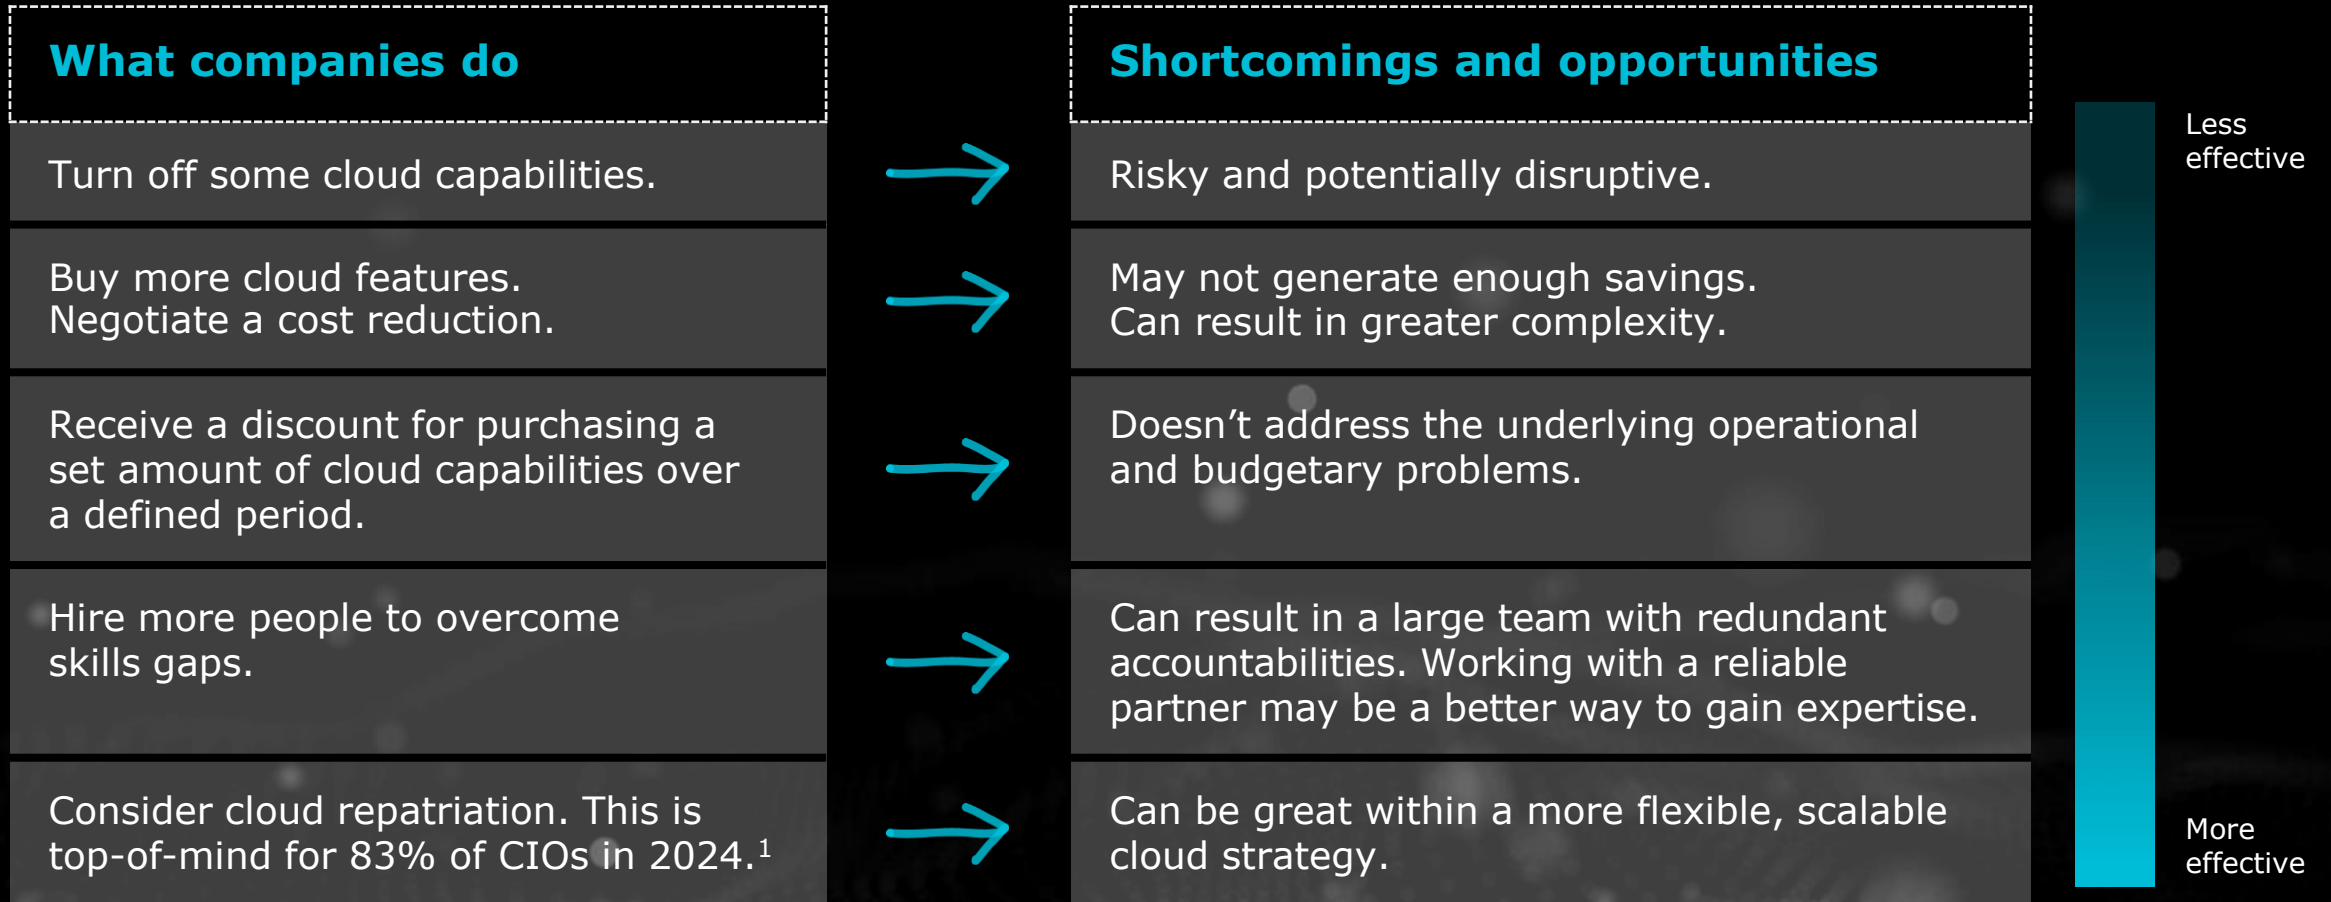 What companies do
Shortcomings and opportunities
Turn off some cloud capabilities.
Risky and potentially disruptive.
Buy more cloud features.
Negotiate a cost reduction.
May not generate enough savings.
Can result in greater complexity.
Receive a discount for purchasing a
set amount of cloud capabilities over
a defined period.
Doesn’t address the underlying operational
and budgetary problems.
Hire more people to overcome
skills gaps.
Can result in a large team with redundant
accountabilities. Working with a reliable
partner may be a better way to gain expertise.
Consider cloud repatriation. This is
top-of-mind for 83% of CIOs in 2024.¹
Can be great within a more flexible, scalable
cloud strategy.
Less
effective
More
effective